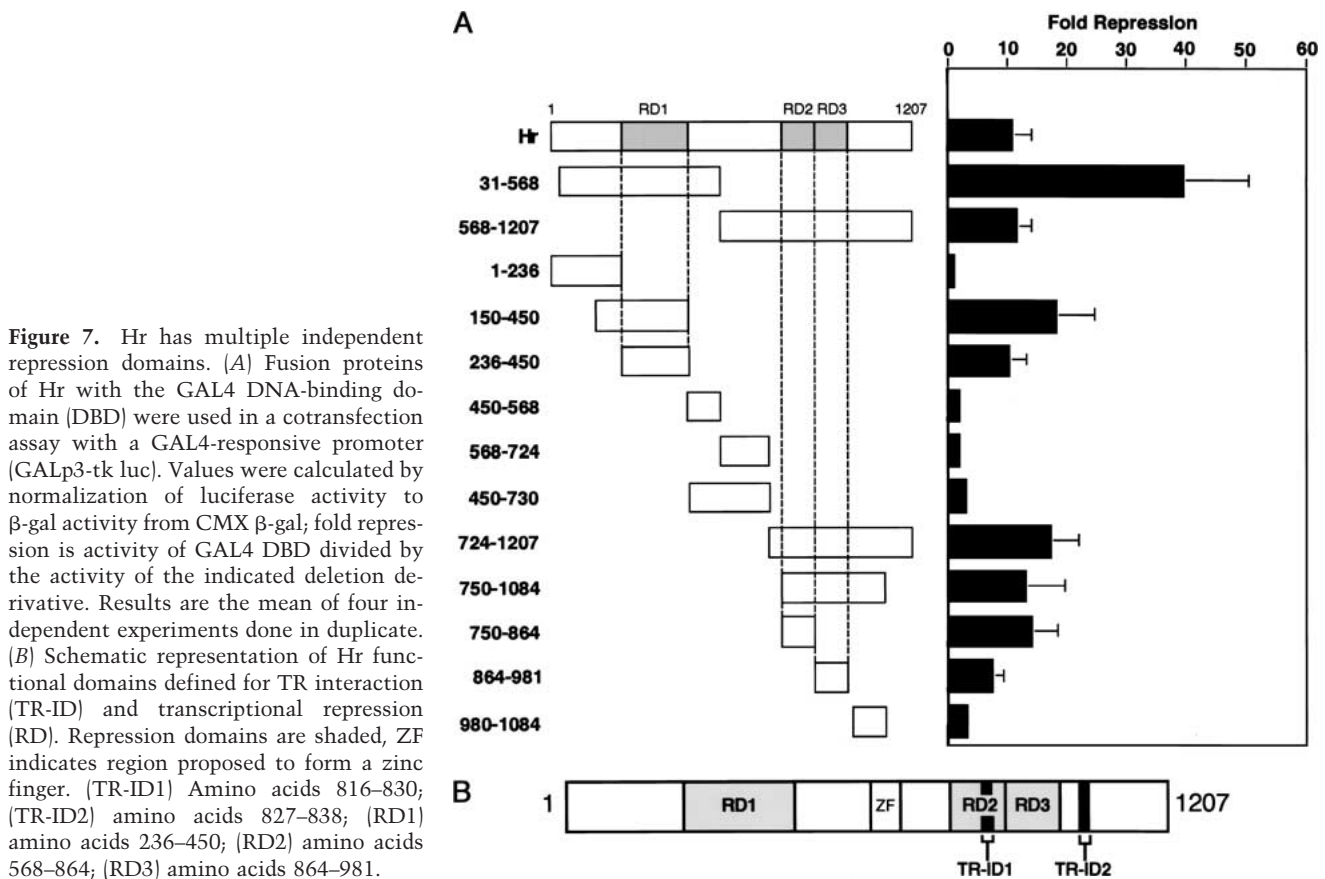 Figure 7. Hr has multiple independent
repression domains. (A) Fusion proteins
of Hr with the GAL4 DNA-binding do-
main (DBD) were used in a cotransfection
assay with a GAL4-responsive promoter
(GALp3-tk luc). Values were calculated by
normalization of luciferase activity to
β-gal activity from CMX β-gal; fold repres-
sion is activity of GAL4 DBD divided by
the activity of the indicated deletion de-
rivative. Results are the mean of four in-
dependent experiments done in duplicate.
(B) Schematic representation of Hr func-
tional domains defined for TR interaction
(TR-ID) and transcriptional repression
(RD). Repression domains are shaded, ZF
indicates region proposed to form a zinc
finger. (TR-ID1) Amino acids 816–830;
(TR-ID2) amino acids 827–838; (RD1)
amino acids 236–450; (RD2) amino acids
568–864; (RD3) amino acids 864–981.
A
Fold Repression
0 10 20 30 40 50 60
1 RD1 RD2 RD3 1207
Hr
31-568
568-1207
1-236
150-450
236-450
450-568
568-724
450-730
724-1207
750-1084
750-864
864-981
980-1084
B
1 RD1 ZF RD2 RD3 1207
TR-ID1 TR-ID2